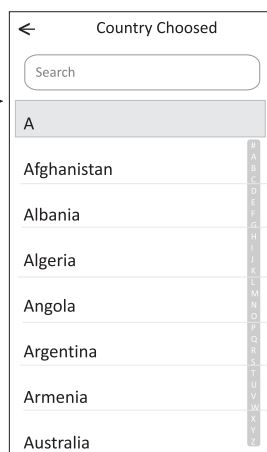 Country Choosed
Search
A
Afghanistan
Albania
Algeria
Angola
Argentina
Armenia
Australia
#
A
B
C
D
E
F
G
H
I
J
K
L
M
N
O
P
Q
R
S
T
U
V
W
X
Y
Z